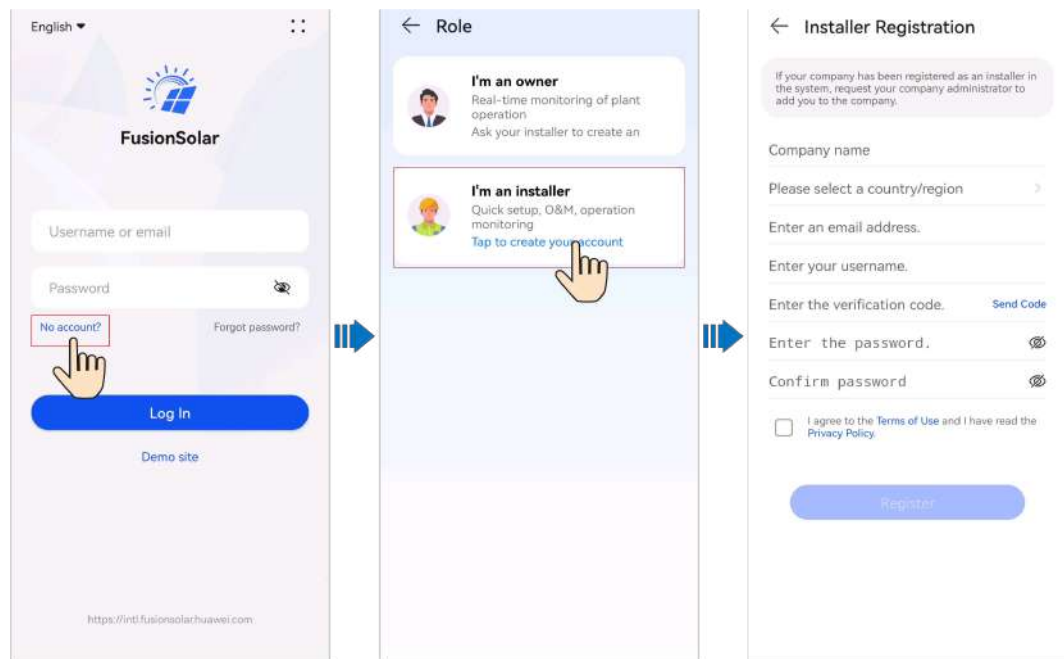 English
FusionSolar
Username or email
Password
No account?
Forgot password?
Log In
Demo site
https://intl.fusionsolar.huawei.com
Role
I'm an owner
Real-time monitoring of plant
operation
Ask your installer to create an
I'm an installer
Quick setup, O&M, operation
monitoring
Tap to create your account
Installer Registration
If your company has been registered as an installer in
the system, request your company administrator to
add you to the company.
Company name
Please select a country/region
Enter an email address.
Enter your username.
Enter the verification code.
Send Code
Enter the password.
Confirm password
I agree to the Terms of Use and I have read the
Privacy Policy.
Register